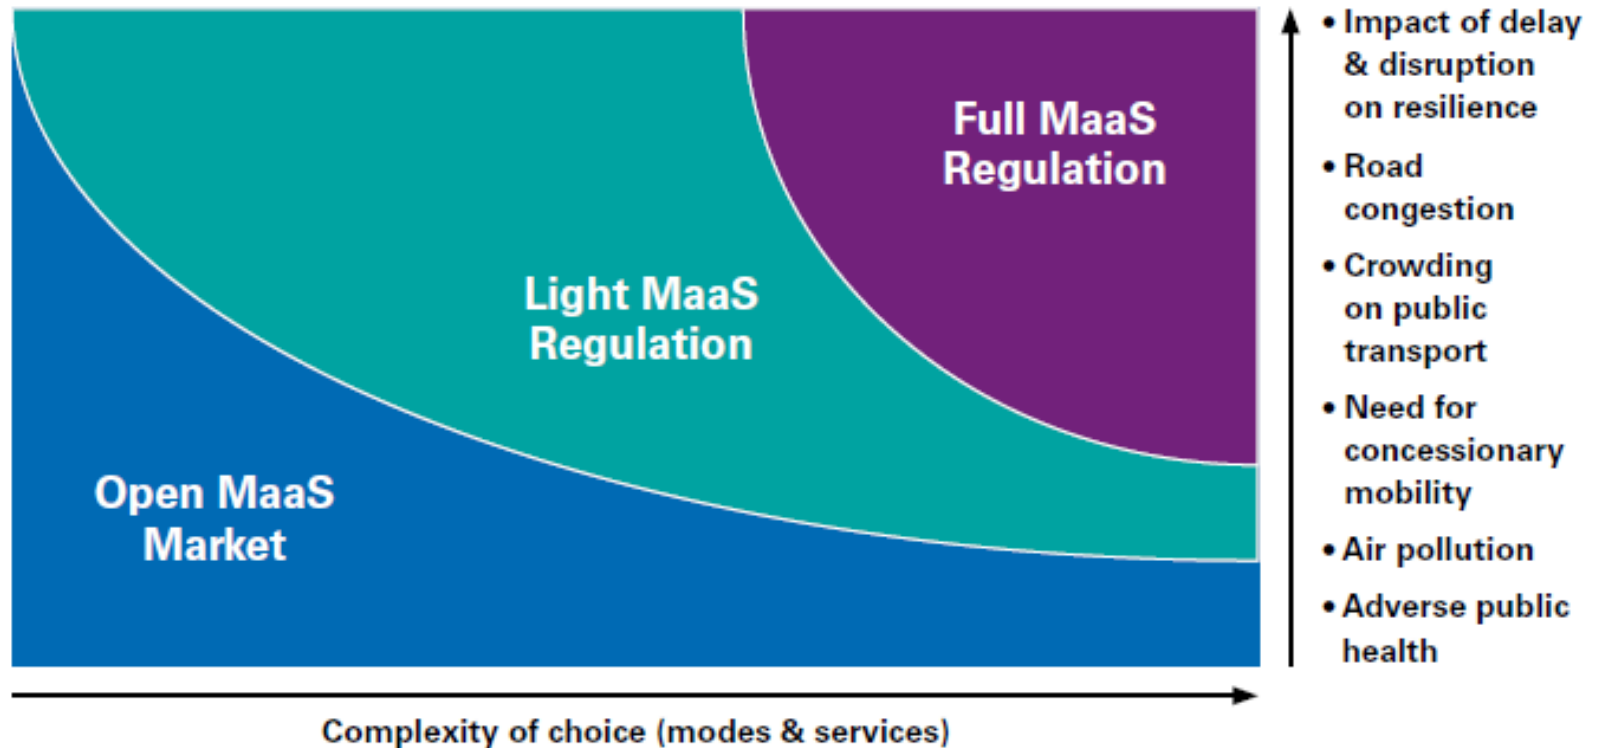 Full MaaS
Regulation
Light MaaS
Regulation
Open MaaS
Market
• Impact of delay
& disruption
on resilience
• Road
congestion
• Crowding
on public
transport
• Need for
concessionary
mobility
• Air pollution
• Adverse public
health
Complexity of choice (modes & services)